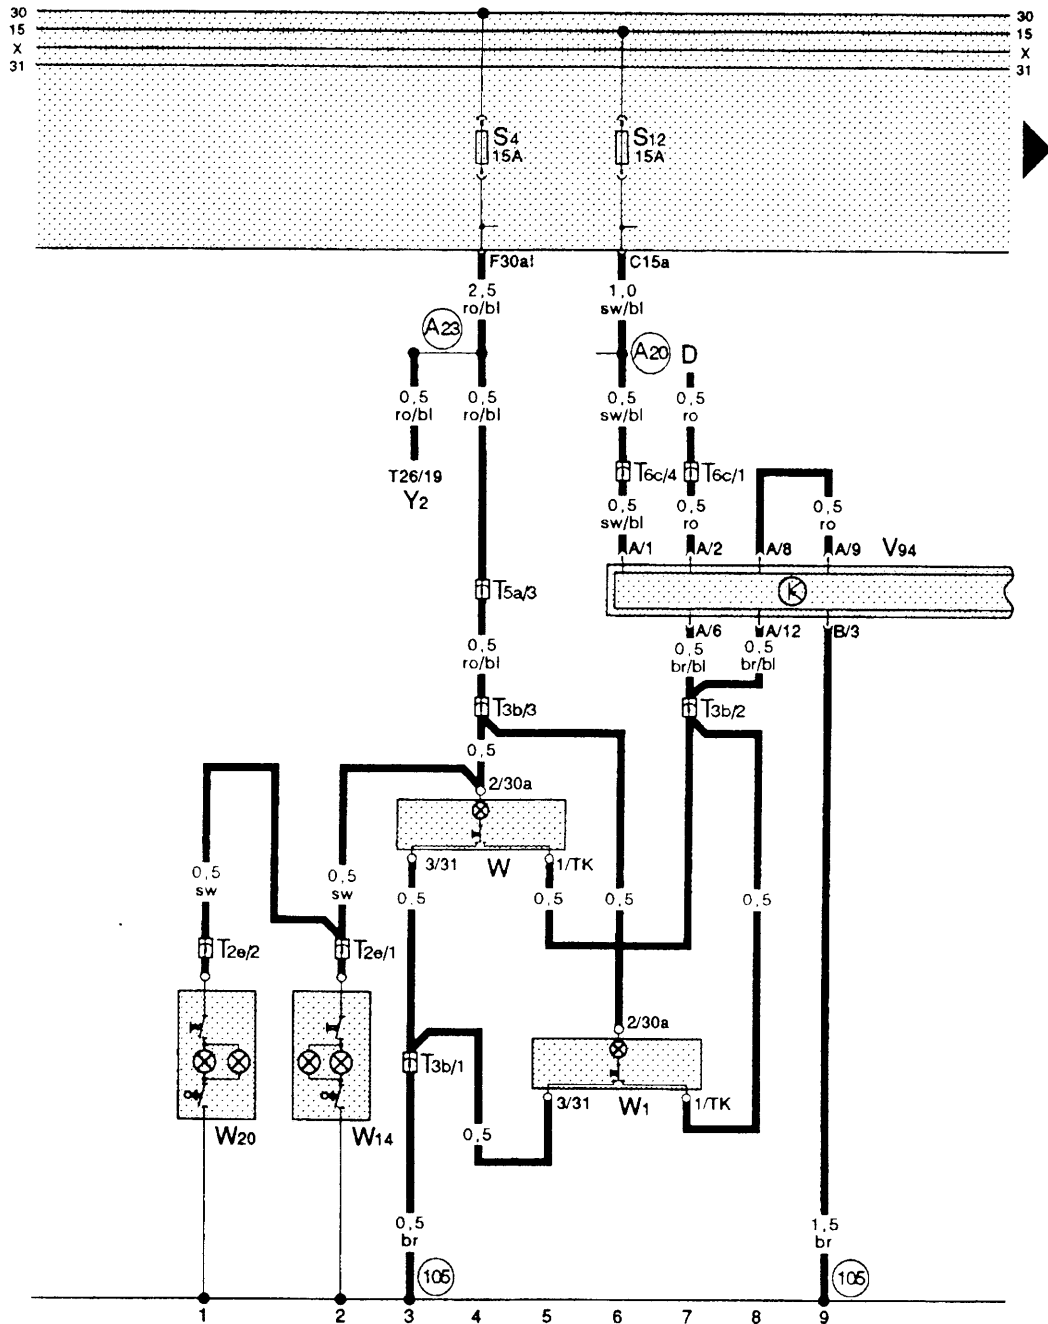 30 30
15 15
X X
31 31
S4 S12
15A 15A
F30al C15a
2,5 1,0
ro/bl sw/bl
A23 A20 D
0,5 0,5 0,5 0,5
ro/bl ro/bl sw/bl ro
T26/19 T6c/4 T6c/1
Y2
0,5 0,5 0,5
sw/bl ro ro
A/1 A/2 A/8 A/9 V94
T5a/3
A/6 A/12 B/3
0,5 0,5 0,5
ro/bl br/bl br/bl
T3b/3 T3b/2
0,5
2/30a
3/31 W 1/TK
0,5 0,5
sw sw
0,5 0,5 0,5 0,5
T2e/2 T2e/1
2/30a
T3b/1
3/31 W1 1/TK
W20 W14 0,5
0,5 1,5
br br
105 105
1 2 3 4 5 6 7 8 9